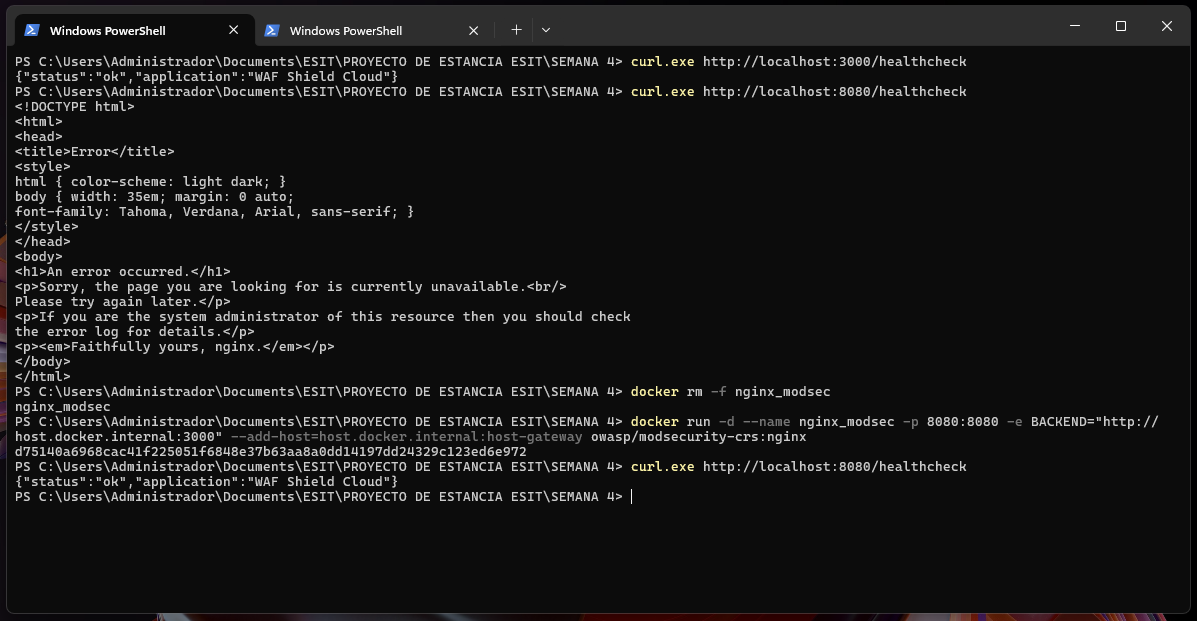 Windows PowerShell
Windows PowerShell
PS C:\Users\Administrador\Documents\ESIT\PROYECTO DE ESTANCIA ESIT\SEMANA 4> curl.exe http://localhost:3000/healthcheck
{"status":"ok","application":"WAF Shield Cloud"}
PS C:\Users\Administrador\Documents\ESIT\PROYECTO DE ESTANCIA ESIT\SEMANA 4> curl.exe http://localhost:8080/healthcheck
<!DOCTYPE html>
<html>
<head>
<title>Error</title>
<style>
html { color-scheme: light dark; }
body { width: 35em; margin: 0 auto;
font-family: Tahoma, Verdana, Arial, sans-serif; }
</style>
</head>
<body>
<h1>An error occurred.</h1>
<p>Sorry, the page you are looking for is currently unavailable.<br/>
Please try again later.</p>
<p>If you are the system administrator of this resource then you should check
the error log for details.</p>
<p><em>Faithfully yours, nginx.</em></p>
</body>
</html>
PS C:\Users\Administrador\Documents\ESIT\PROYECTO DE ESTANCIA ESIT\SEMANA 4> docker rm -f nginx_modsec
nginx_modsec
PS C:\Users\Administrador\Documents\ESIT\PROYECTO DE ESTANCIA ESIT\SEMANA 4> docker run -d --name nginx_modsec -p 8080:8080 -e BACKEND="http://
host.docker.internal:3000" --add-host=host.docker.internal:host-gateway owasp/modsecurity-crs:nginx
d75140a6968cac41f225051f6848e37b63aa8a0dd14197dd24329c123ed6e972
PS C:\Users\Administrador\Documents\ESIT\PROYECTO DE ESTANCIA ESIT\SEMANA 4> curl.exe http://localhost:8080/healthcheck
{"status":"ok","application":"WAF Shield Cloud"}
PS C:\Users\Administrador\Documents\ESIT\PROYECTO DE ESTANCIA ESIT\SEMANA 4>